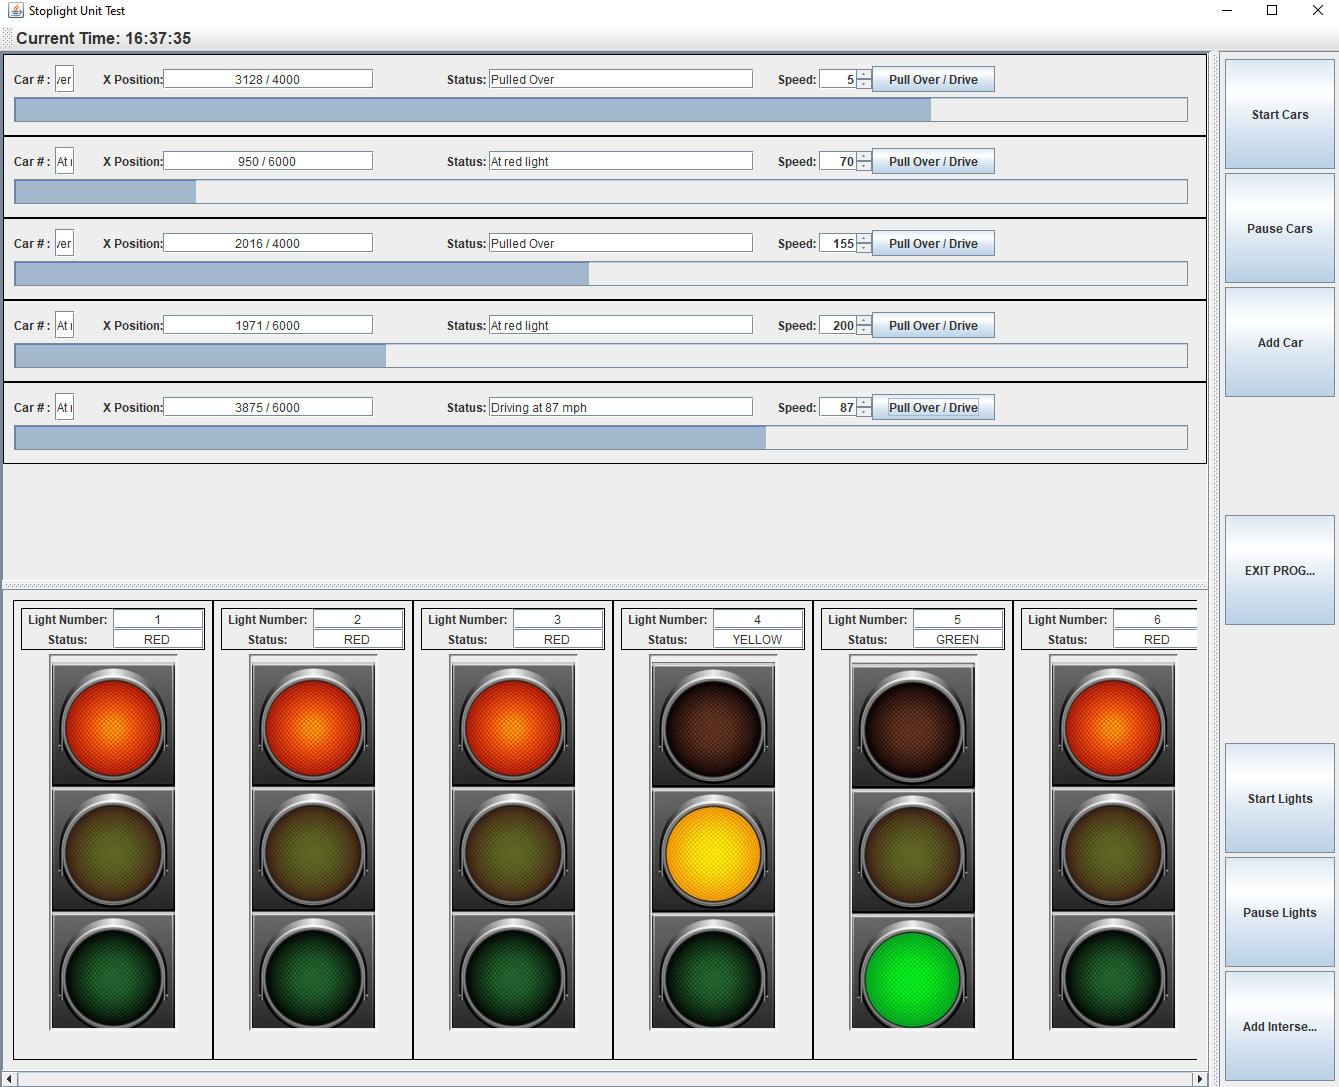 Stoplight Unit Test
Current Time: 16:37:35
Car # : ver X Position: 3128 / 4000 Status: Pulled Over Speed: 5 Pull Over / Drive
Car # : At X Position: 950 / 6000 Status: At red light Speed: 70 Pull Over / Drive
Car # : ver X Position: 2016 / 4000 Status: Pulled Over Speed: 155 Pull Over / Drive
Car # : At X Position: 1971 / 6000 Status: At red light Speed: 200 Pull Over / Drive
Car # : At X Position: 3875 / 6000 Status: Driving at 87 mph Speed: 87 Pull Over / Drive
Start Cars
Pause Cars
Add Car
EXIT PROG...
Start Lights
Pause Lights
Add Interse...
Light Number: 1
Status: RED
Light Number: 2
Status: RED
Light Number: 3
Status: RED
Light Number: 4
Status: YELLOW
Light Number: 5
Status: GREEN
Light Number: 6
Status: RED